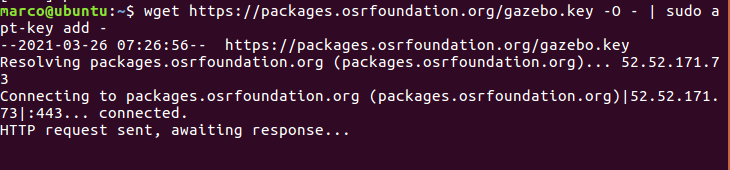 marco@ubuntu:~$ wget https://packages.osrfoundation.org/gazebo.key -O - | sudo a
pt-key add -
--2021-03-26 07:26:56--  https://packages.osrfoundation.org/gazebo.key
Resolving packages.osrfoundation.org (packages.osrfoundation.org)... 52.52.171.7
3
Connecting to packages.osrfoundation.org (packages.osrfoundation.org)|52.52.171.
73|:443... connected.
HTTP request sent, awaiting response...